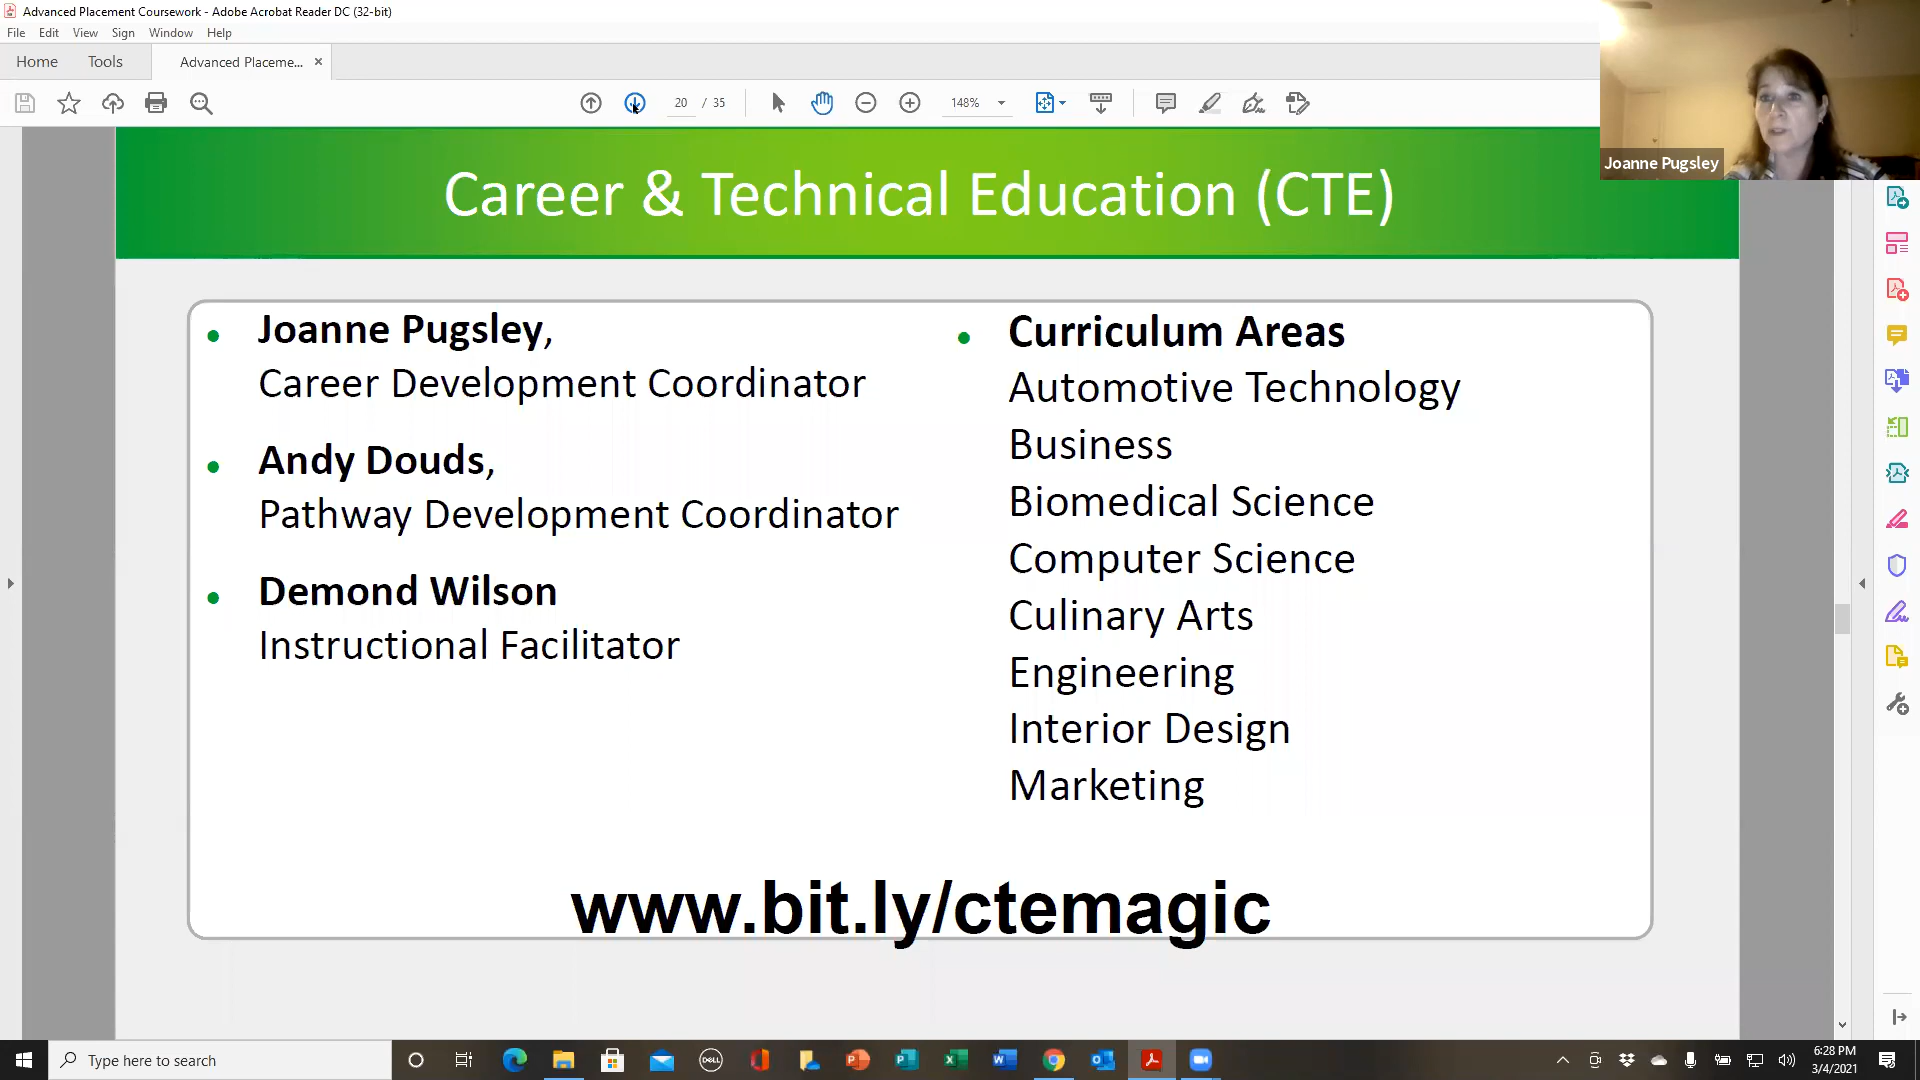 Advanced Placement Coursework - Adobe Acrobat Reader DC (32-bit)
File Edit View Sign Window Help
Home Tools Advanced Placeme... ×
20 / 35 148%
Joanne Pugsley
Career & Technical Education (CTE)
Joanne Pugsley,
Career Development Coordinator
Andy Douds,
Pathway Development Coordinator
Demond Wilson
Instructional Facilitator
Curriculum Areas
Automotive Technology
Business
Biomedical Science
Computer Science
Culinary Arts
Engineering
Interior Design
Marketing
www.bit.ly/ctemagic
Type here to search
DELL
6:28 PM
3/4/2021